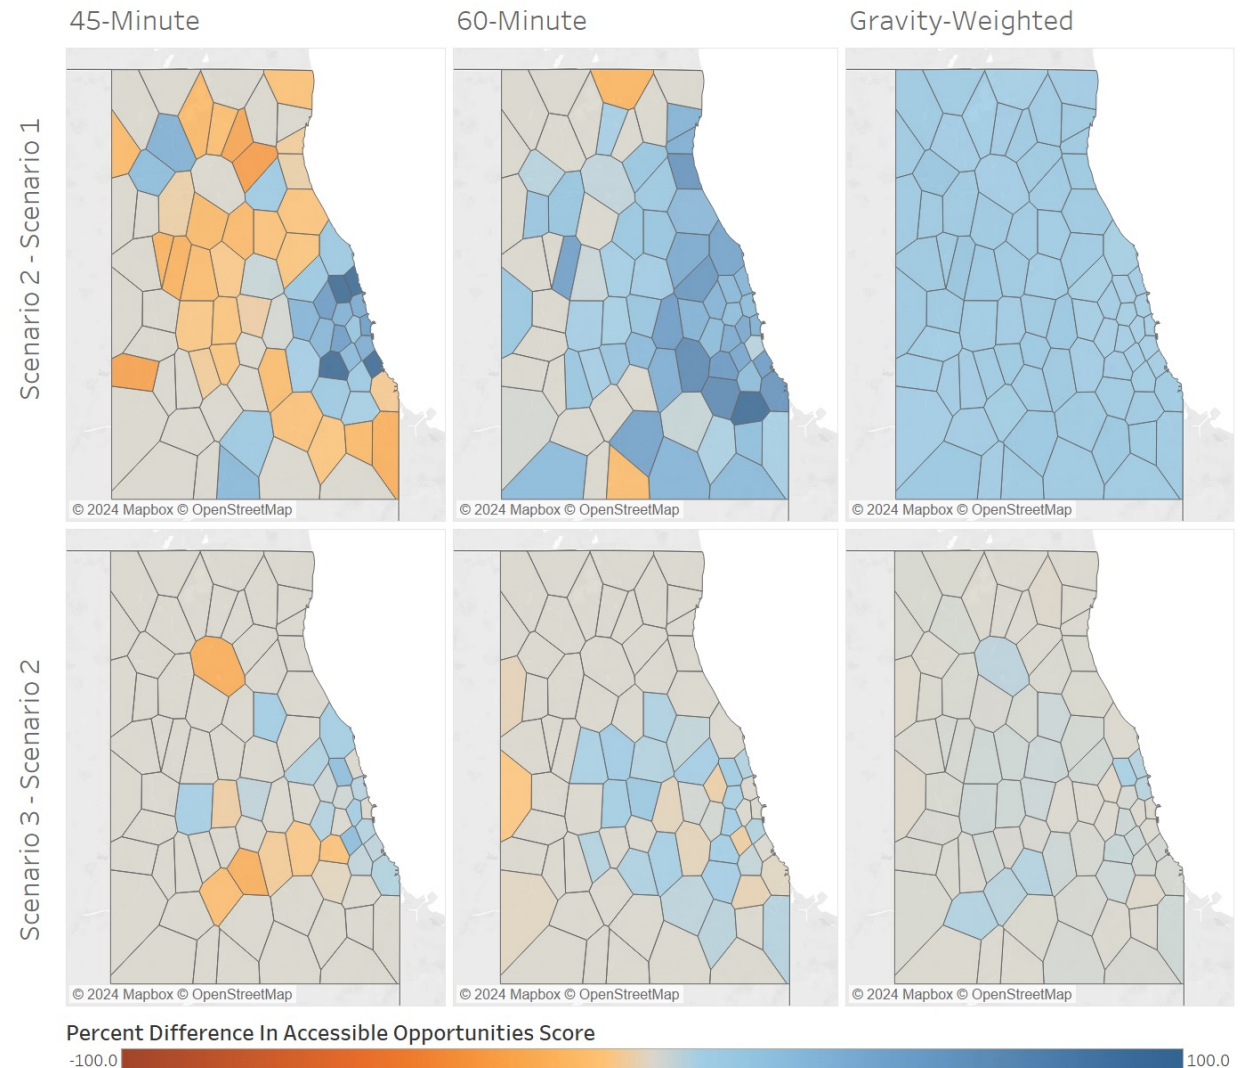 45-Minute
60-Minute
Gravity-Weighted
Scenario 2 - Scenario 1
© 2024 Mapbox © OpenStreetMap
© 2024 Mapbox © OpenStreetMap
© 2024 Mapbox © OpenStreetMap
Scenario 3 - Scenario 2
© 2024 Mapbox © OpenStreetMap
© 2024 Mapbox © OpenStreetMap
© 2024 Mapbox © OpenStreetMap
Percent Difference In Accessible Opportunities Score
-100.0
100.0